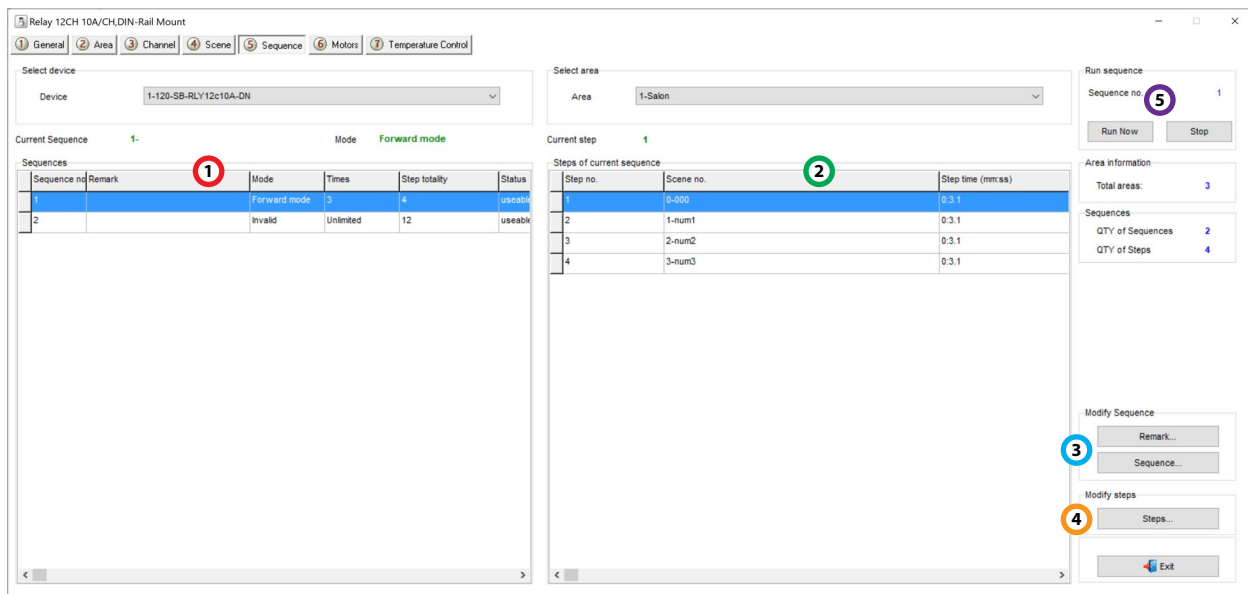 Relay 12CH 10A/CH,DIN-Rail Mount
1 General 2 Area 3 Channel 4 Scene 5 Sequence 6 Motors 7 Temperature Control
Select device
Device 1-120-SB-RLY12c10A-DN
Select area
Area 1-Salon
Run sequence
Sequence no. 1
5
Run Now Stop
Current Sequence 1- Mode Forward mode
Current step 1
Sequences
1
Sequence no Remark Mode Times Step totality Status
1 Forward mode 3 4 useable
2 Invalid Unlimited 12 useable
Steps of current sequence
2
Step no. Scene no. Step time (mm:ss)
1 0-000 0:3.1
2 1-num1 0:3.1
3 2-num2 0:3.1
4 3-num3 0:3.1
Area information
Total areas: 3
Sequences
QTY of Sequences 2
QTY of Steps 4
Modify Sequence
3
Remark...
Sequence...
Modify steps
4
Steps...
Exit